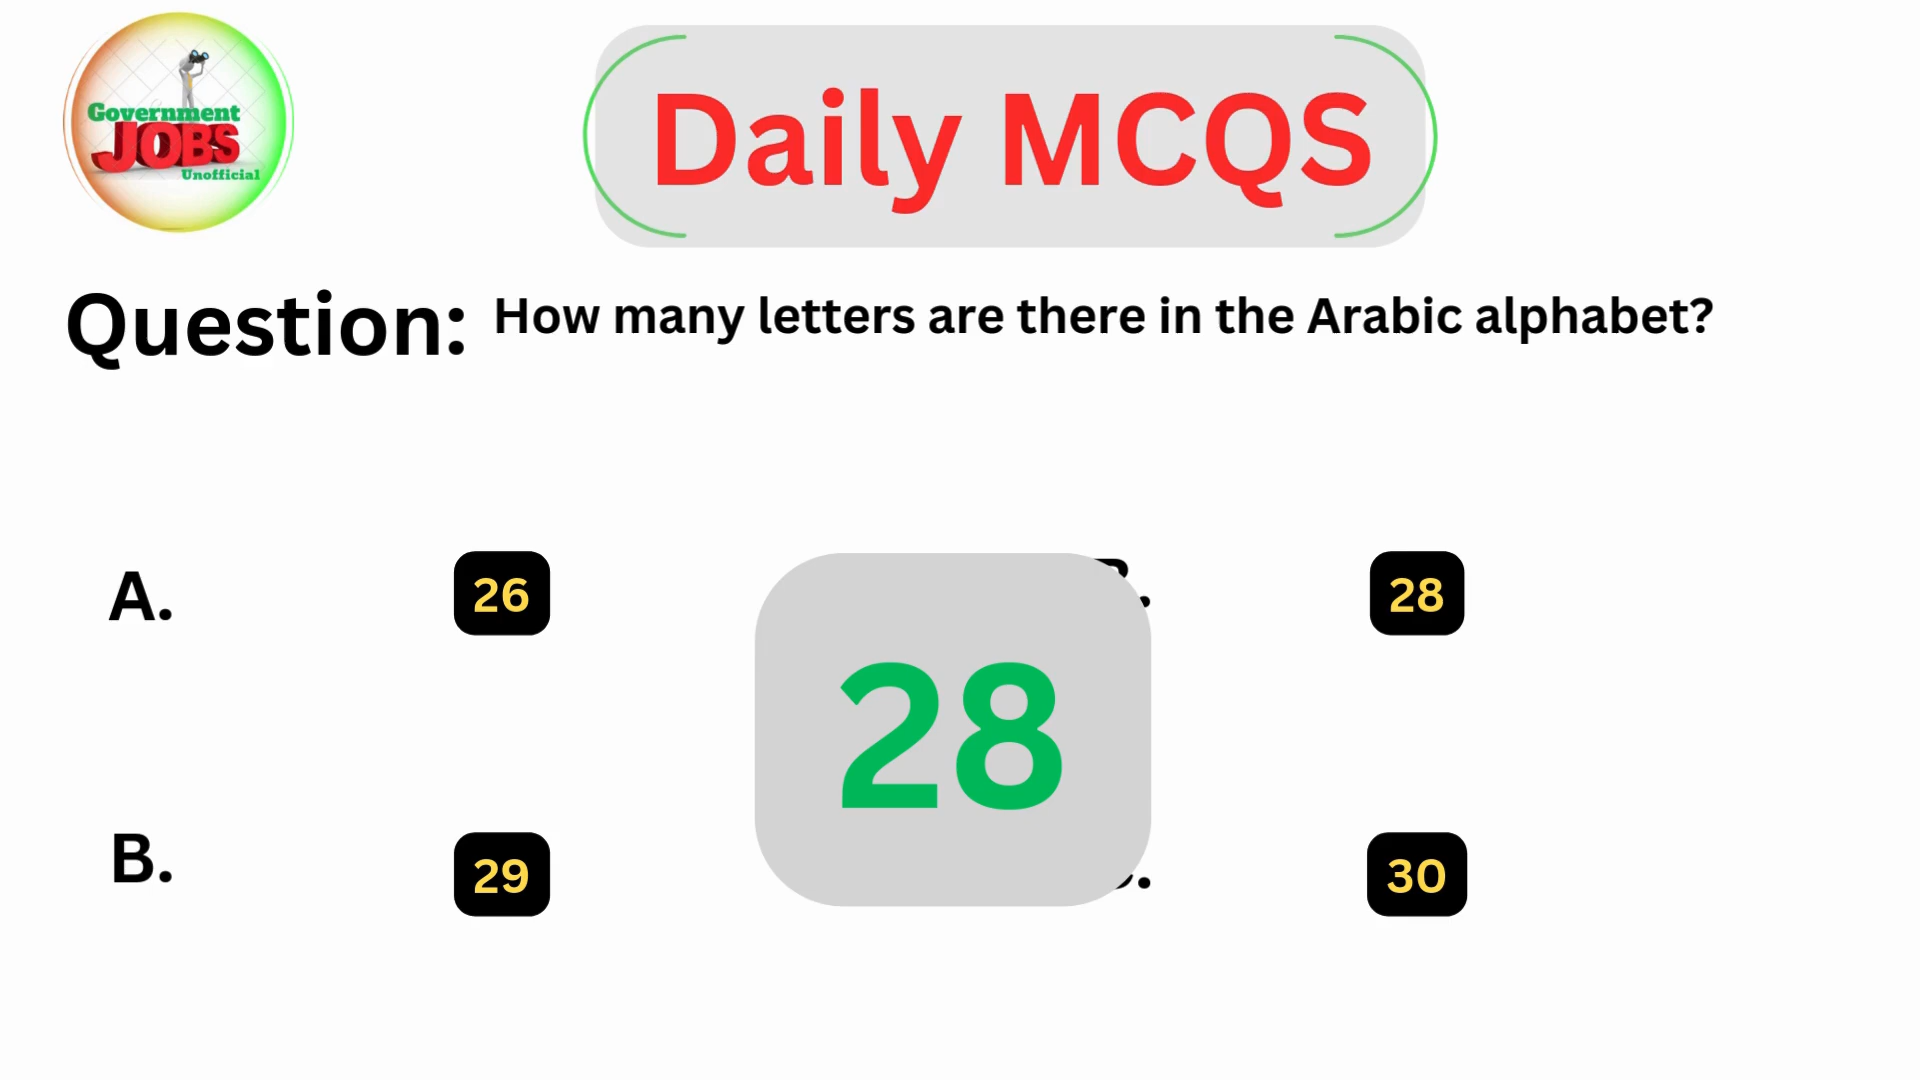 Government
JOBS
Unofficial
Daily MCQS
Question: How many letters are there in the Arabic alphabet?
A. 26
28
28
B. 29
30